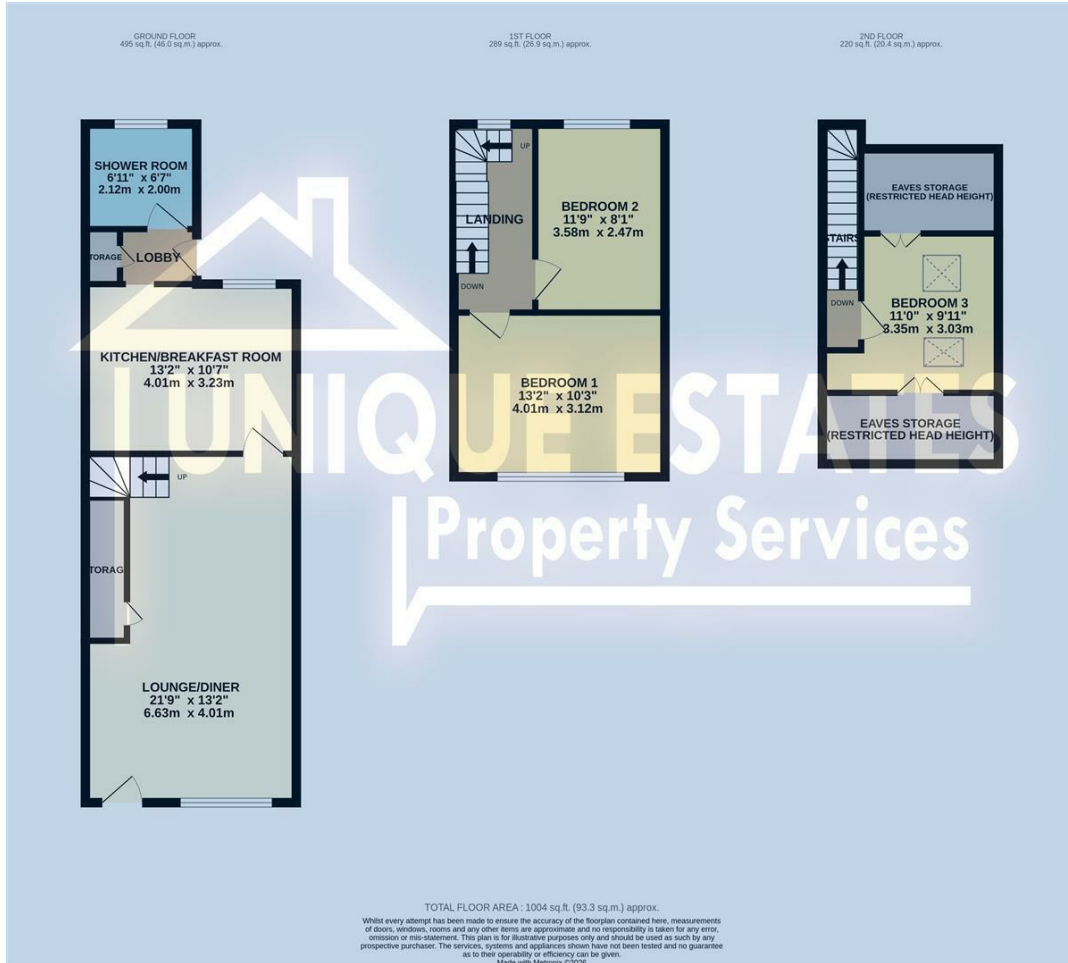 GROUND FLOOR
495 sq.ft. (46.0 sq.m.) approx.
SHOWER ROOM
6'11" x 6'7"
2.12m x 2.00m
TORAGE
LOBBY
KITCHEN/BREAKFAST ROOM
13'2" x 10'7"
4.01m x 3.23m
UP
TORAG
LOUNGE/DINER
21'9" x 13'2"
6.63m x 4.01m
1ST FLOOR
289 sq.ft. (26.9 sq.m.) approx.
UP
LANDING
DOWN
BEDROOM 2
11'9" x 8'1"
3.58m x 2.47m
BEDROOM 1
13'2" x 10'3"
4.01m x 3.12m
2ND FLOOR
220 sq.ft. (20.4 sq.m.) approx.
EAVES STORAGE
(RESTRICTED HEAD HEIGHT)
STAIRS
DOWN
BEDROOM 3
11'0" x 9'11"
3.35m x 3.03m
EAVES STORAGE
(RESTRICTED HEAD HEIGHT)
UNIQUE ESTATES
Property Services
TOTAL FLOOR AREA : 1004 sq.ft. (93.3 sq.m.) approx.
Whilst every attempt has been made to ensure the accuracy of the floorplan contained here, measurements
of doors, windows, rooms and any other items are approximate and no responsibility is taken for any error,
omission or mis-statement. This plan is for illustrative purposes only and should be used as such by any
prospective purchaser. The services, systems and appliances shown have not been tested and no guarantee
as to their operability or efficiency can be given.
Made with Metropix ©2026